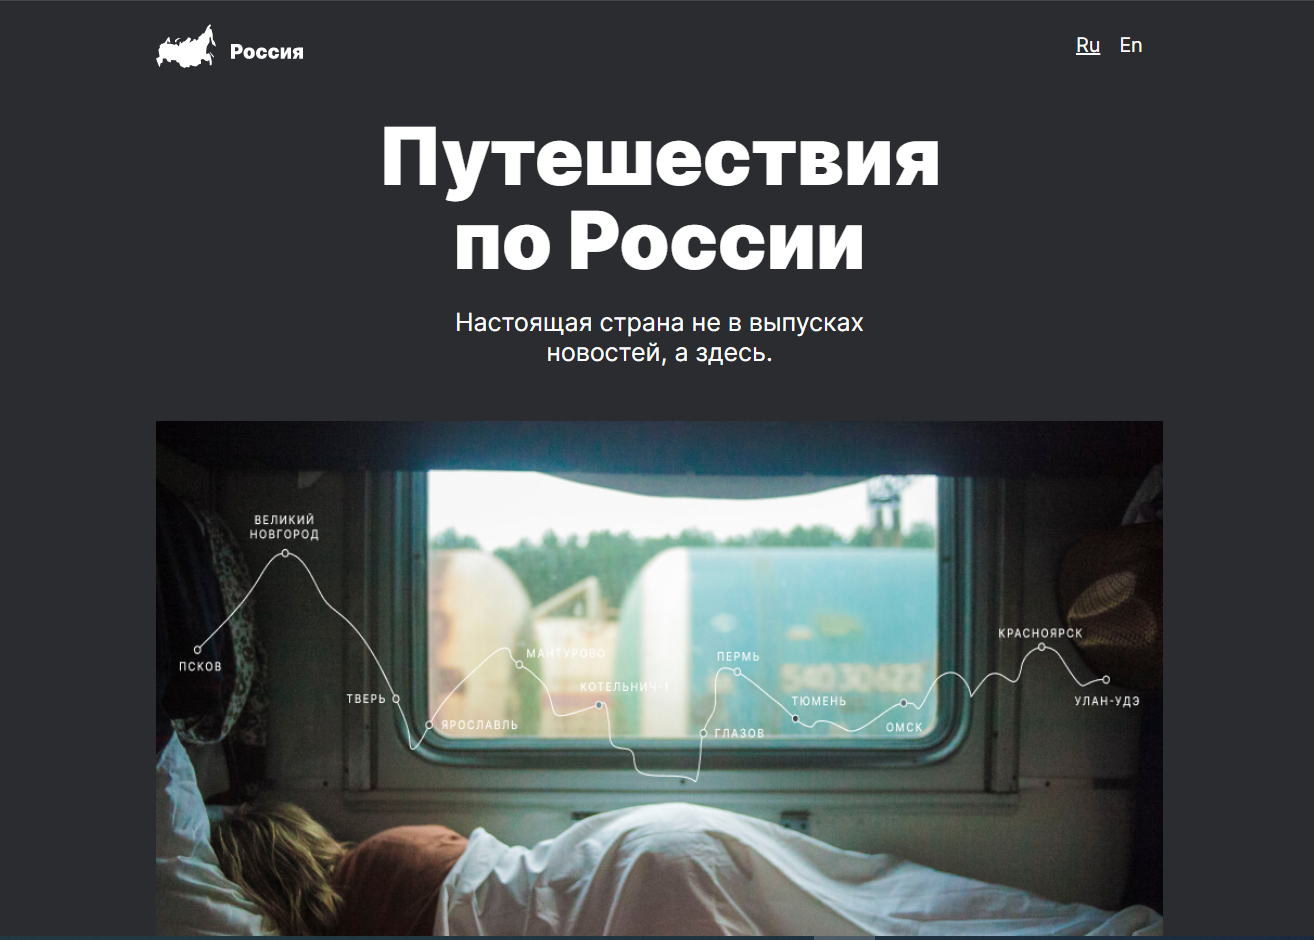 Россия
Ru En
Путешествия
по России
Настоящая страна не в выпусках
новостей, а здесь.
ВЕЛИКИЙ
НОВГОРОД
ПСКОВ
ТВЕРЬ
ЯРОСЛАВЛЬ
МАНТУРОВО
КОТЕЛЬНИЧ-1
ГЛАЗОВ
ПЕРМЬ
ТЮМЕНЬ
ОМСК
КРАСНОЯРСК
УЛАН-УДЭ